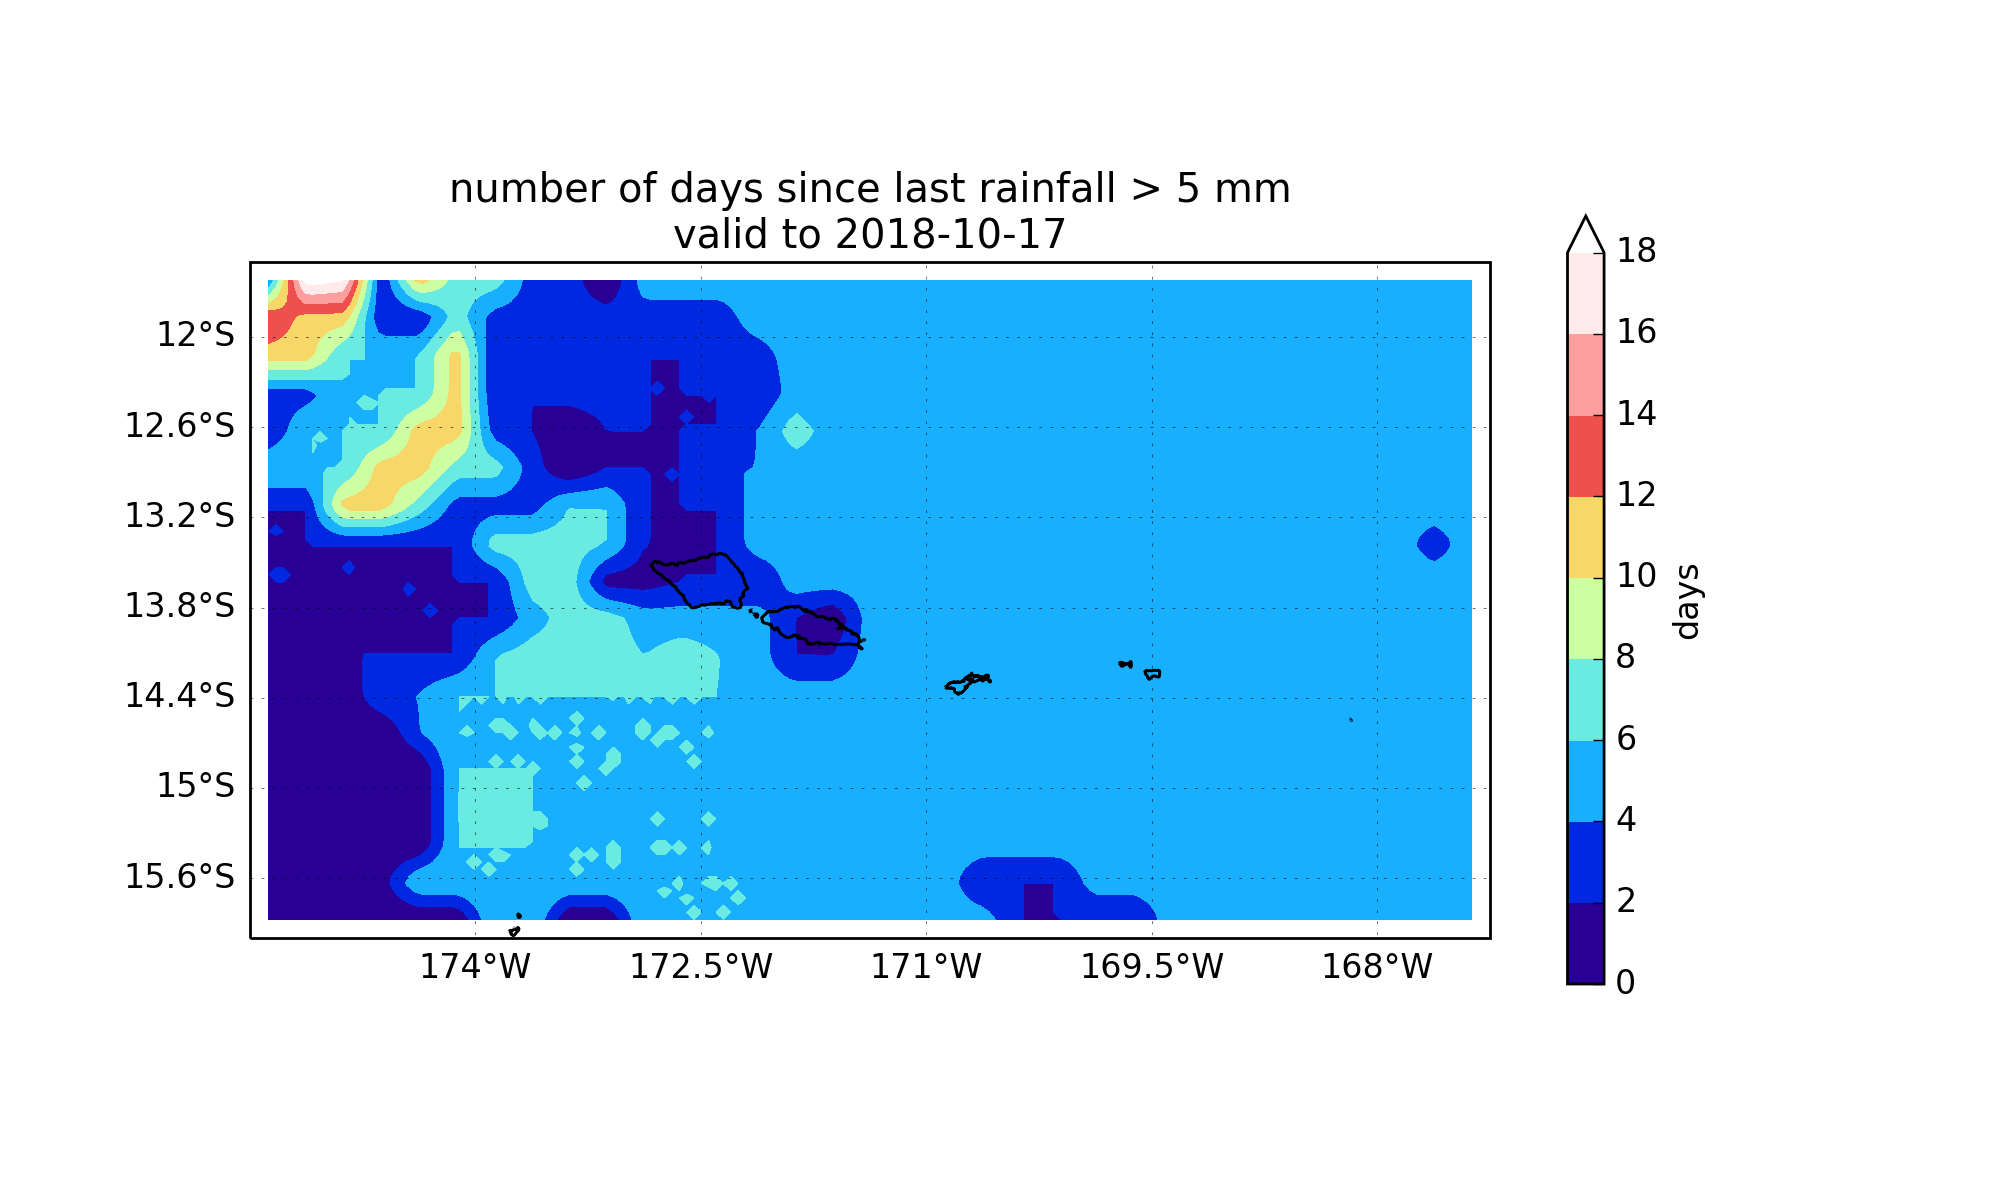 number of days since last rainfall > 5 mm
valid to 2018-10-17
12°S
12.6°S
13.2°S
13.8°S
14.4°S
15°S
15.6°S
174°W 172.5°W 171°W 169.5°W 168°W
18
16
14
12
10
8
6
4
2
0
days